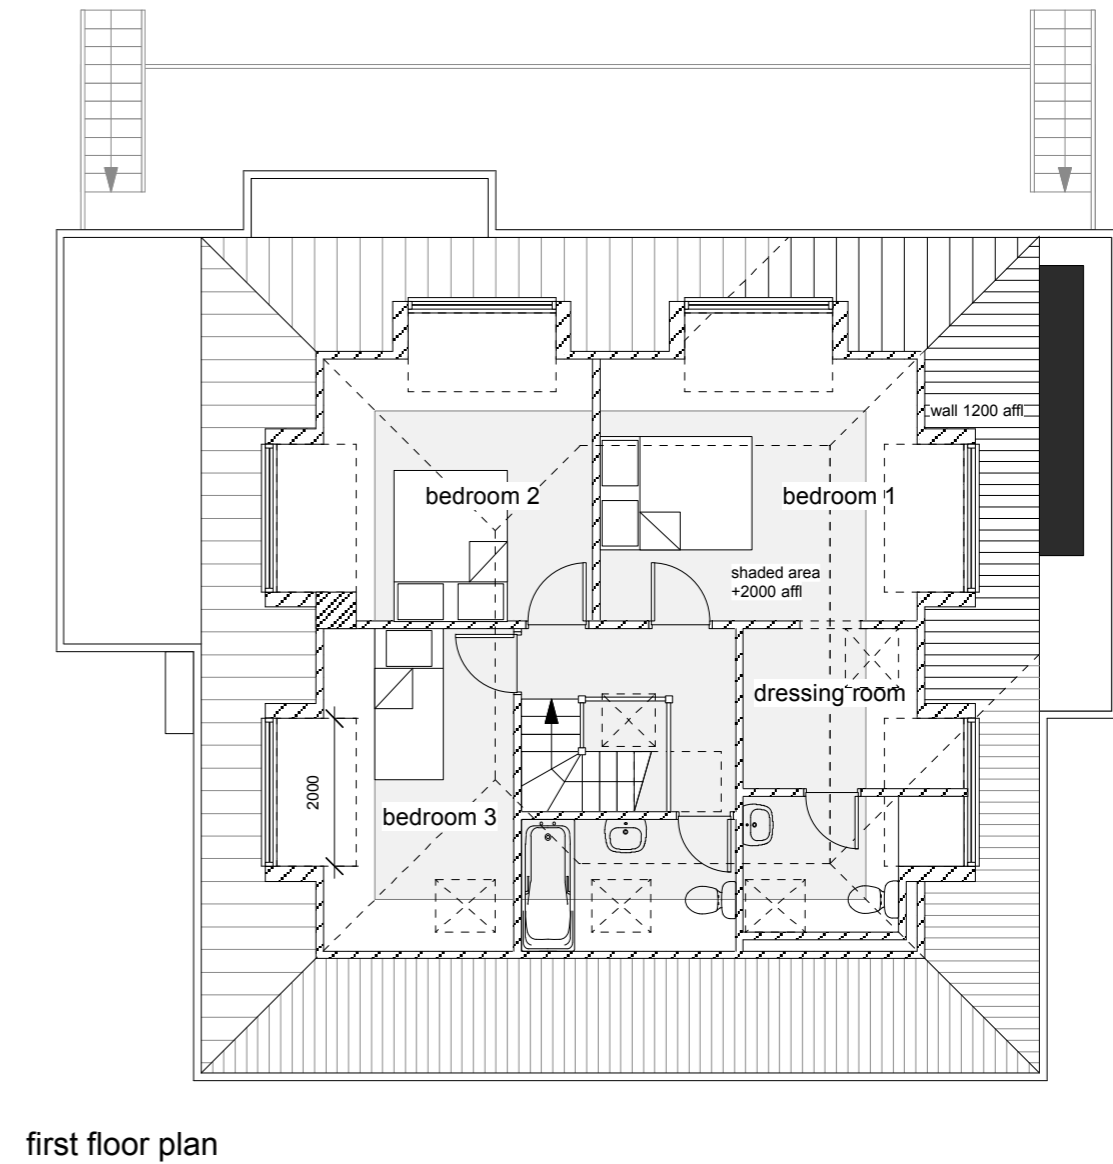 wall 1200 affl
bedroom 2
bedroom 1
shaded area
+2000 affl
dressing room
2000
bedroom 3
first floor plan